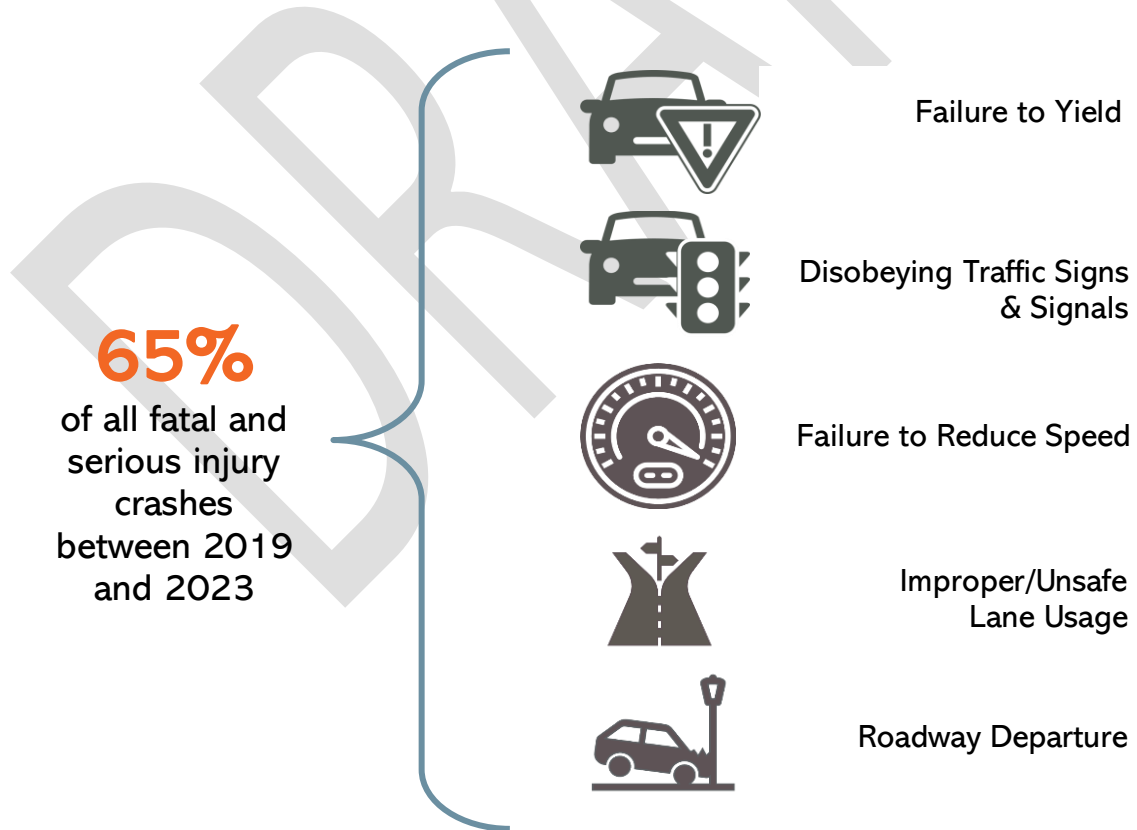 65%
of all fatal and
serious injury
crashes
between 2019
and 2023
Failure to Yield
Disobeying Traffic Signs
& Signals
Failure to Reduce Speed
Improper/Unsafe
Lane Usage
Roadway Departure